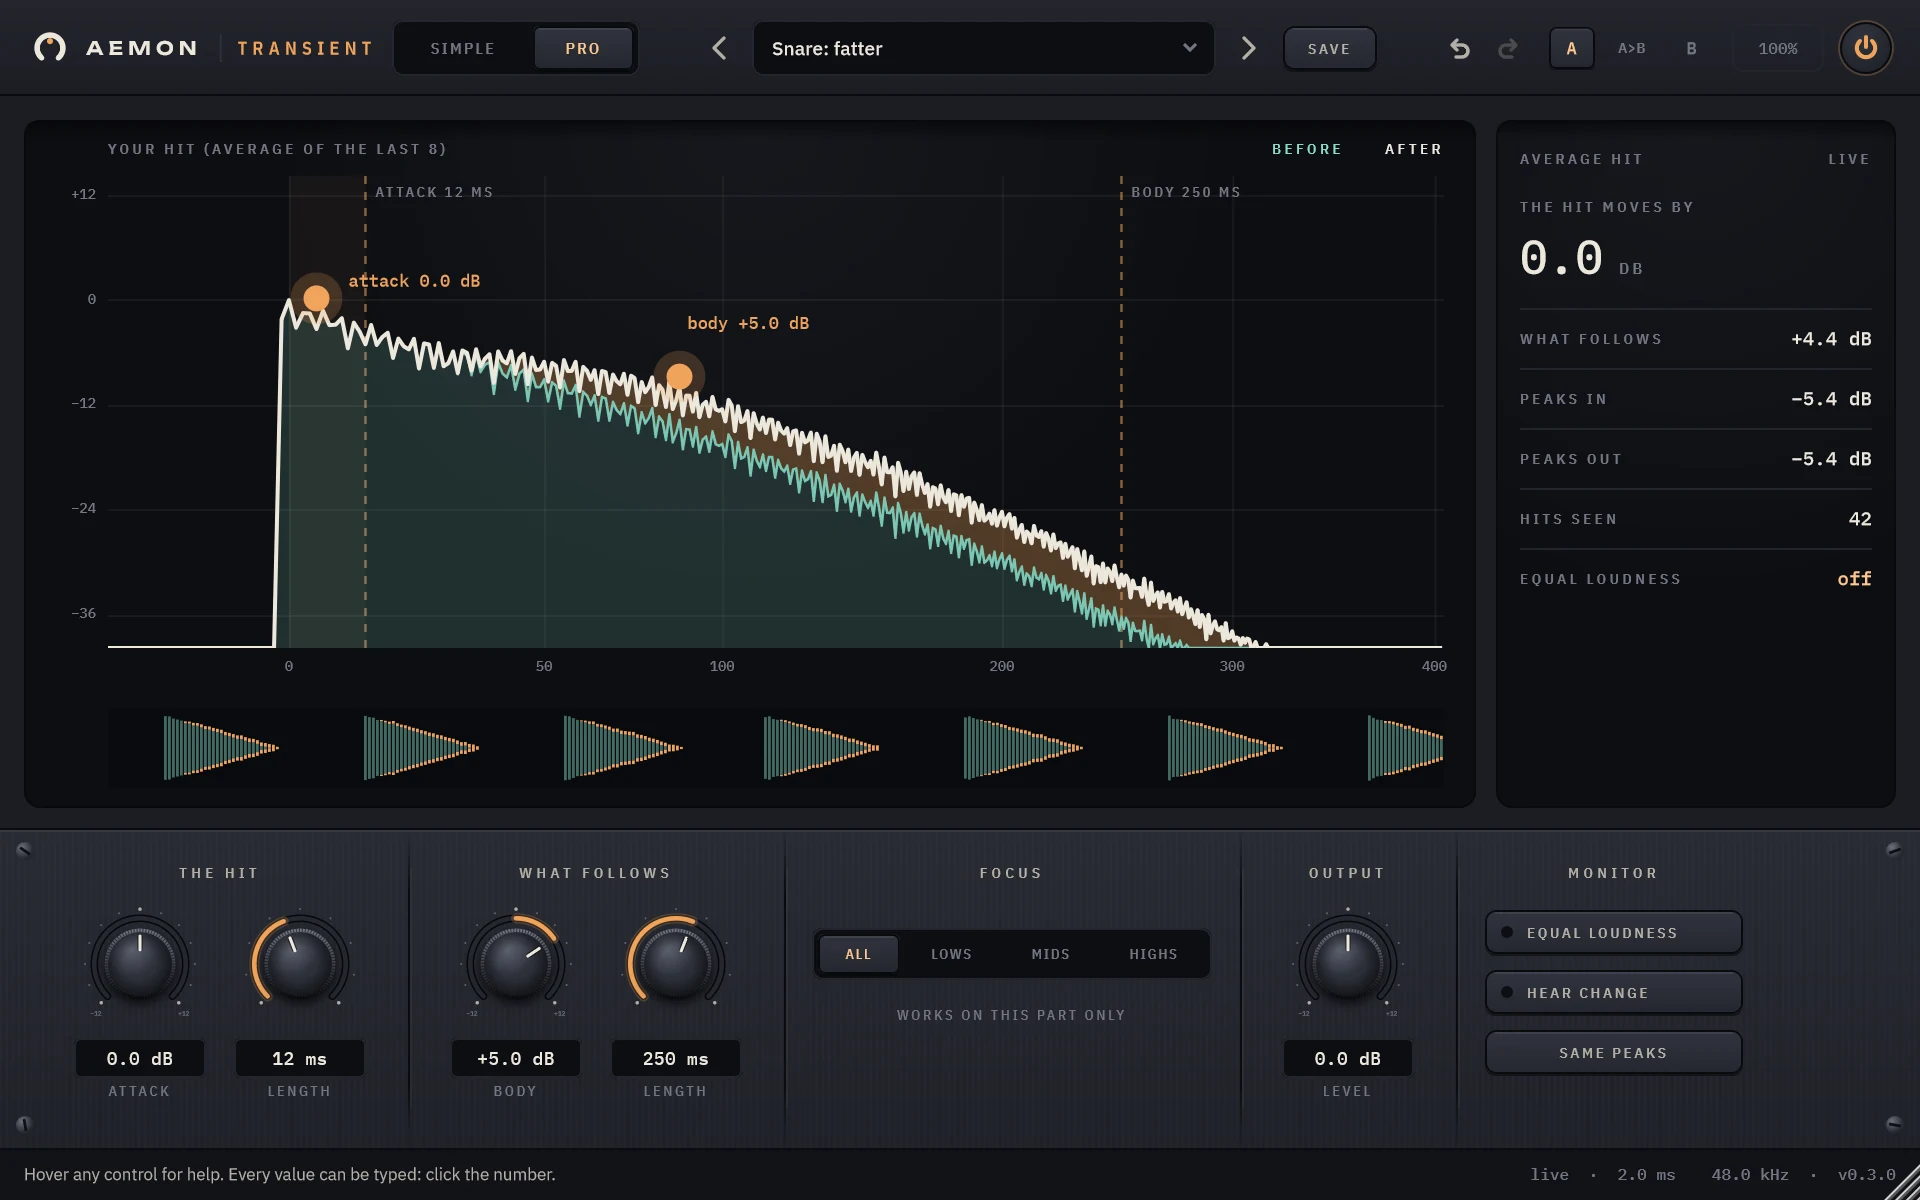 AEMON
TRANSIENT
SIMPLE
PRO
Snare: fatter
SAVE
A
A>B
B
100%
YOUR HIT (AVERAGE OF THE LAST 8)
BEFORE
AFTER
+12
0
−12
−24
−36
ATTACK 12 MS
BODY 250 MS
attack 0.0 dB
body +5.0 dB
0
50
100
200
300
400
AVERAGE HIT
LIVE
THE HIT MOVES BY
0.0 DB
WHAT FOLLOWS +4.4 dB
PEAKS IN −5.4 dB
PEAKS OUT −5.4 dB
HITS SEEN 42
EQUAL LOUDNESS off
THE HIT
-12
+12
0.0 dB
ATTACK
12 ms
LENGTH
WHAT FOLLOWS
-12
+12
+5.0 dB
BODY
250 ms
LENGTH
FOCUS
ALL
LOWS
MIDS
HIGHS
WORKS ON THIS PART ONLY
OUTPUT
-12
+12
0.0 dB
LEVEL
MONITOR
EQUAL LOUDNESS
HEAR CHANGE
SAME PEAKS
Hover any control for help. Every value can be typed: click the number.
live · 2.0 ms 48.0 kHz · v0.3.0